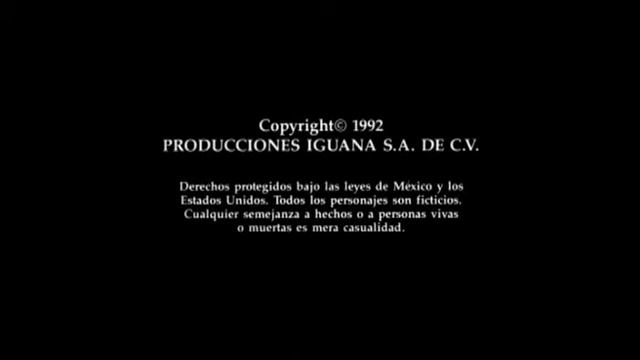 Copyright© 1992
PRODUCCIONES IGUANA S.A. DE C.V.
Derechos protegidos bajo las leyes de México y los
Estados Unidos. Todos los personajes son ficticios.
Cualquier semejanza a hechos o a personas vivas
o muertas es mera casualidad.